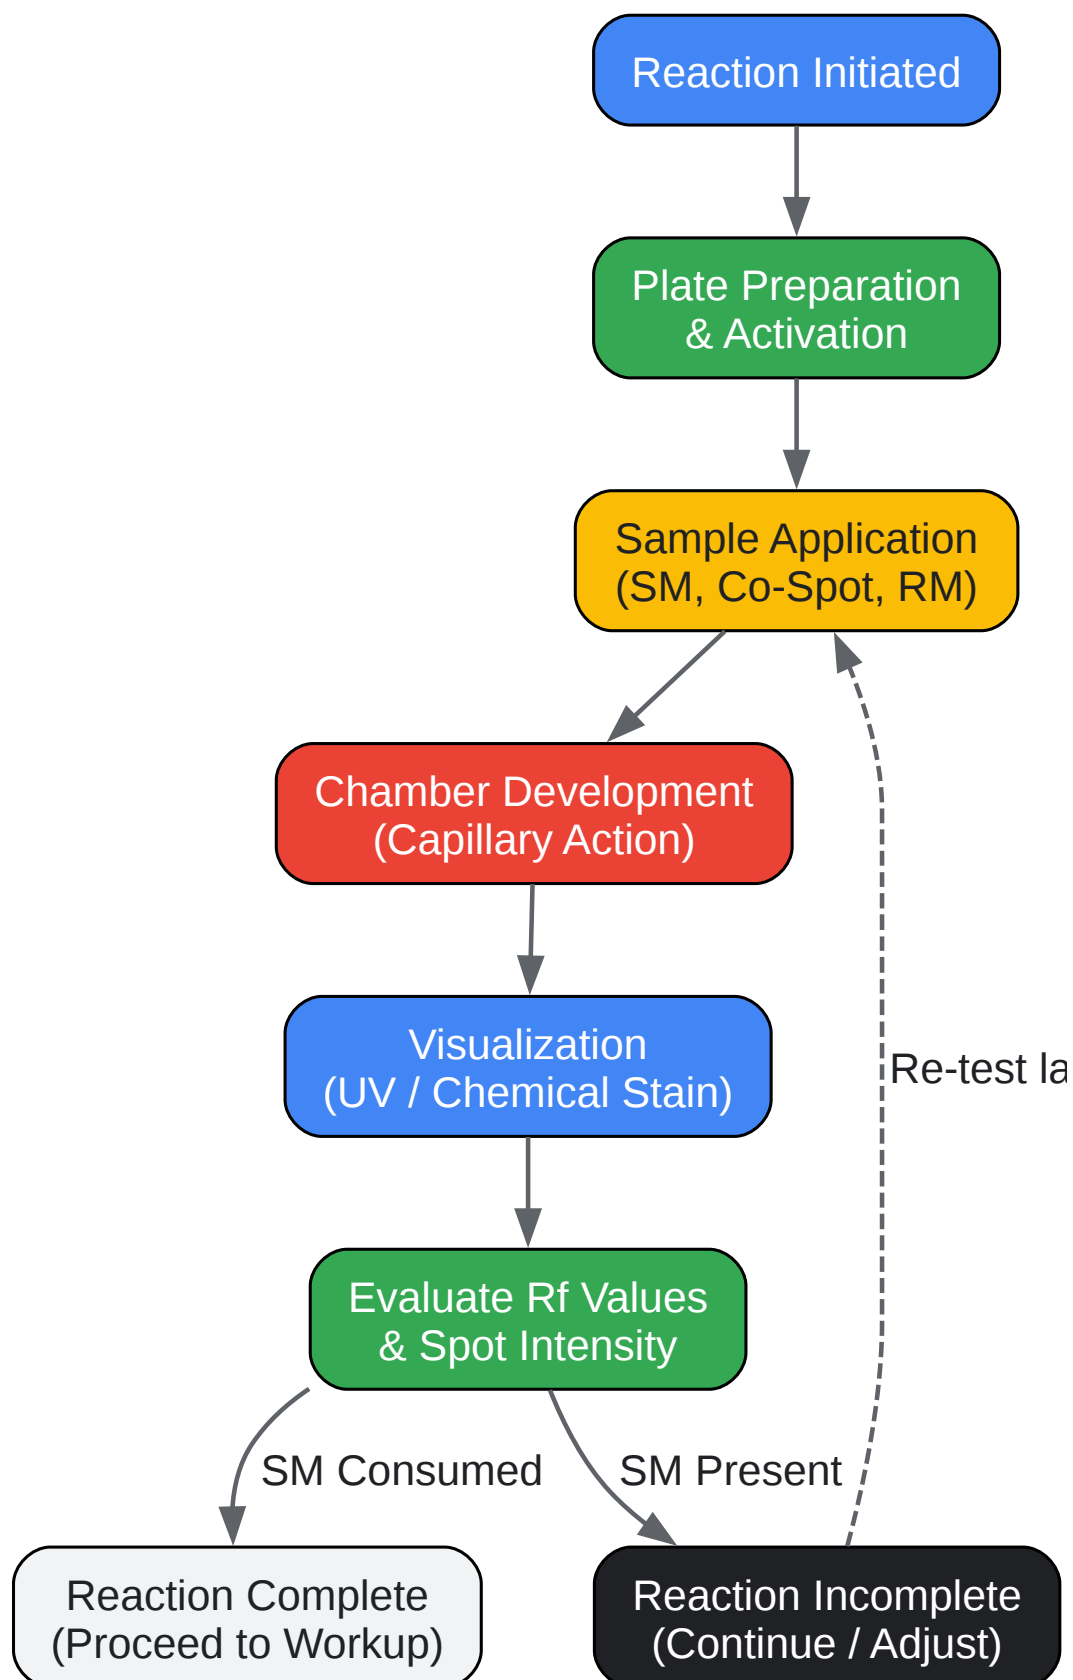 Reaction Initiated
Plate Preparation
& Activation
Sample Application
(SM, Co-Spot, RM)
Chamber Development
(Capillary Action)
Visualization
(UV / Chemical Stain)
Re-test
Evaluate Rf Values
& Spot Intensity
SM Consumed
SM Present
Reaction Complete
(Proceed to Workup)
Reaction Incomplete
(Continue / Adjust)